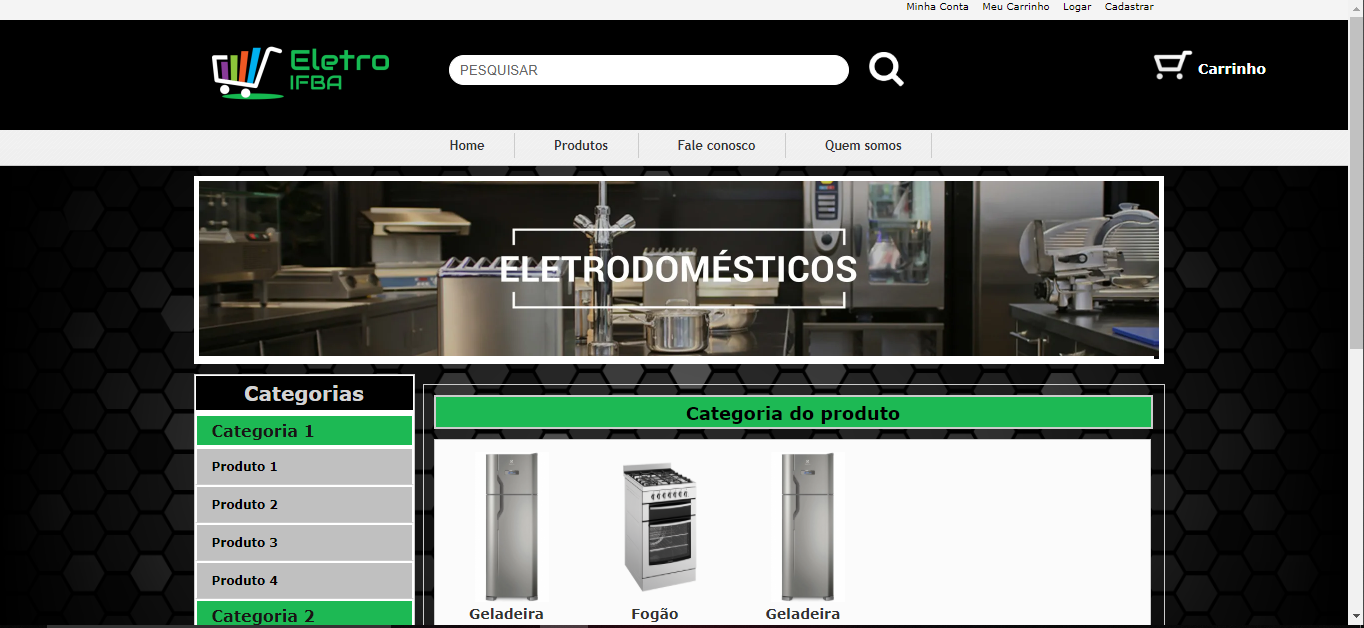 Minha Conta Meu Carrinho Logar Cadastrar
Eletro
IFBA
PESQUISAR
Carrinho
Home Produtos Fale conosco Quem somos
ELETRODOMÉSTICOS
Categorias
Categoria 1
Produto 1
Produto 2
Produto 3
Produto 4
Categoria 2
Categoria do produto
Geladeira Fogão Geladeira